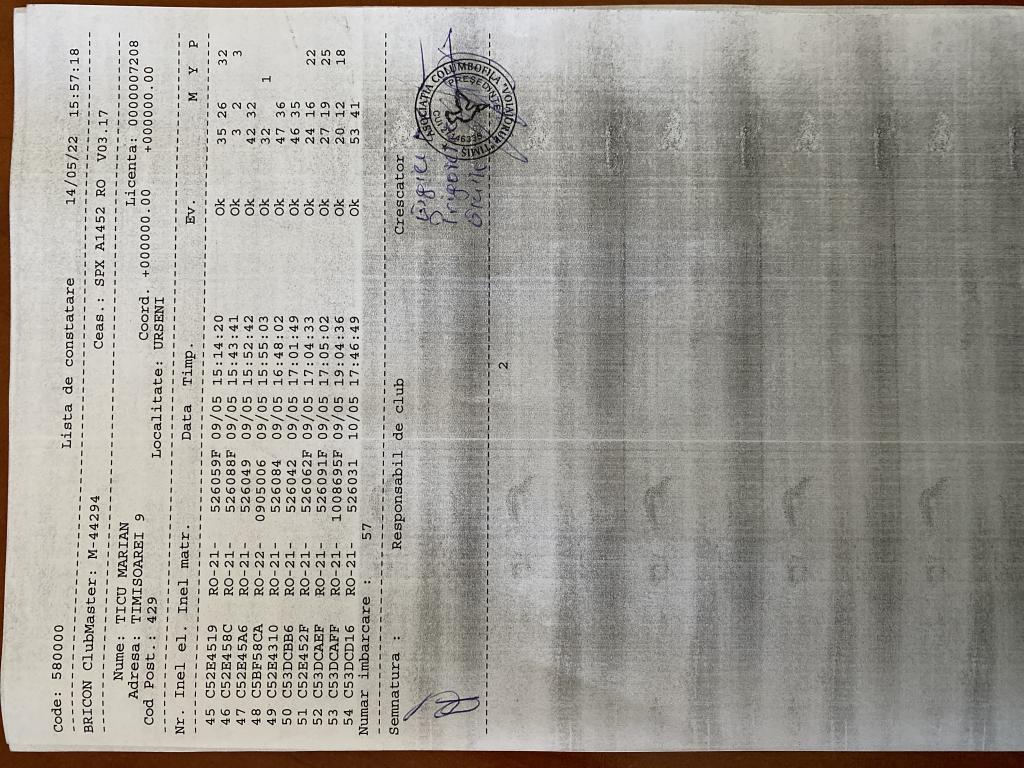 Code: 580000 Lista de constatare 14/05/22 15:57:18
BRICON ClubMaster: M-44294 Ceas.: SPX A1452 RO V03.17
Nume: TICU MARIAN Licenta: 0000007208
Adresa: TIMISOAREI 9 Coord. +000000.00 +000000.00
Cod Post.: 429 Localitate: URSENI
Nr. Inel el. Inel matr. Data Timp. Ev. M Y P
45 C52E4519 RO-21- 526059F 09/05 15:14:20 Ok 35 26 32
46 C52E458C RO-21- 526088F 09/05 15:43:41 Ok 3 2 3
47 C52E45A6 RO-21- 526049 09/05 15:52:42 Ok 42 32
48 C5BF58CA RO-22- 0905006 09/05 15:55:03 Ok 32 1
49 C52E4310 RO-21- 526084 09/05 16:48:02 Ok 47 36
50 C53DCBB6 RO-21- 526042 09/05 17:01:49 Ok 46 35
51 C52E452F RO-21- 526062F 09/05 17:04:33 Ok 24 16 22
52 C53DCAEF RO-21- 526091F 09/05 17:05:02 Ok 27 19 25
53 C53DCAFF RO-21- 1008695F 09/05 19:04:36 Ok 20 12 18
54 C53DCD16 RO-21- 526031 10/05 17:46:49 Ok 53 41
Numar imbarcare : 57
Semnatura : Responsabil de club Crescator
ASOCIATIA COLUMBOFILA "VOIAJORUL" TIMIS
PRESEDINTE
2